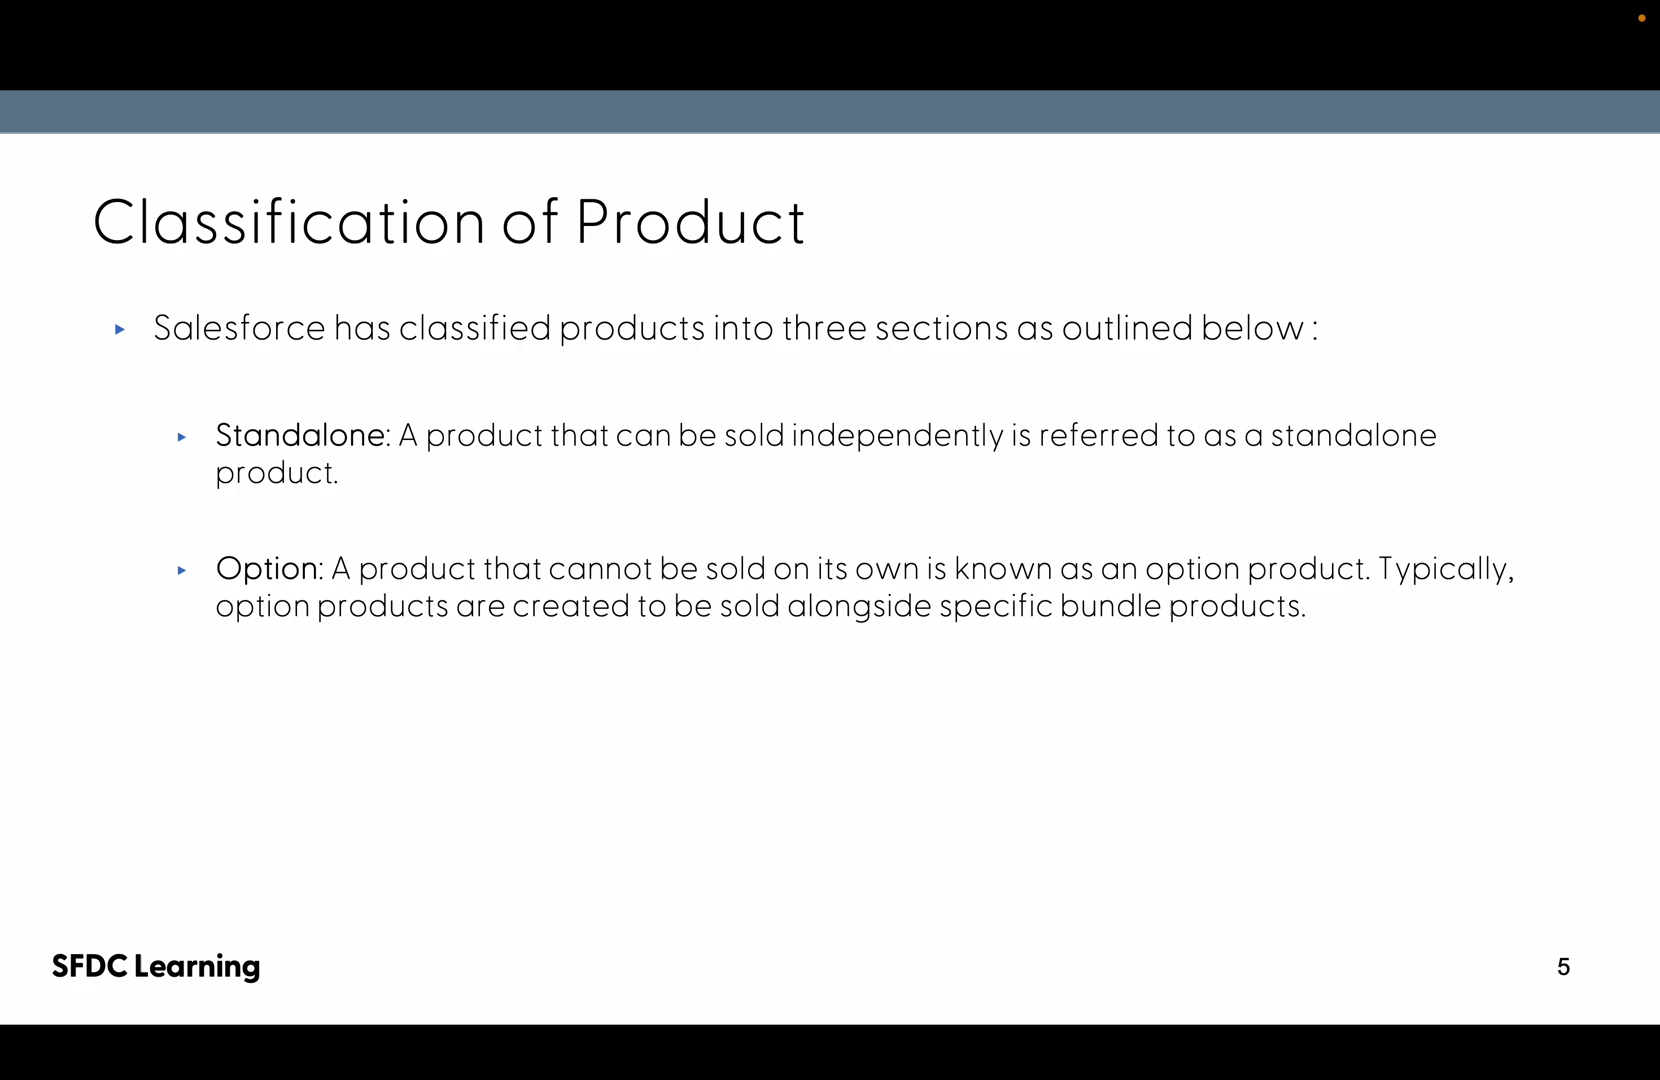 Classification of Product
Salesforce has classified products into three sections as outlined below :
Standalone: A product that can be sold independently is referred to as a standalone
product.
Option: A product that cannot be sold on its own is known as an option product. Typically,
option products are created to be sold alongside specific bundle products.
SFDC Learning
5